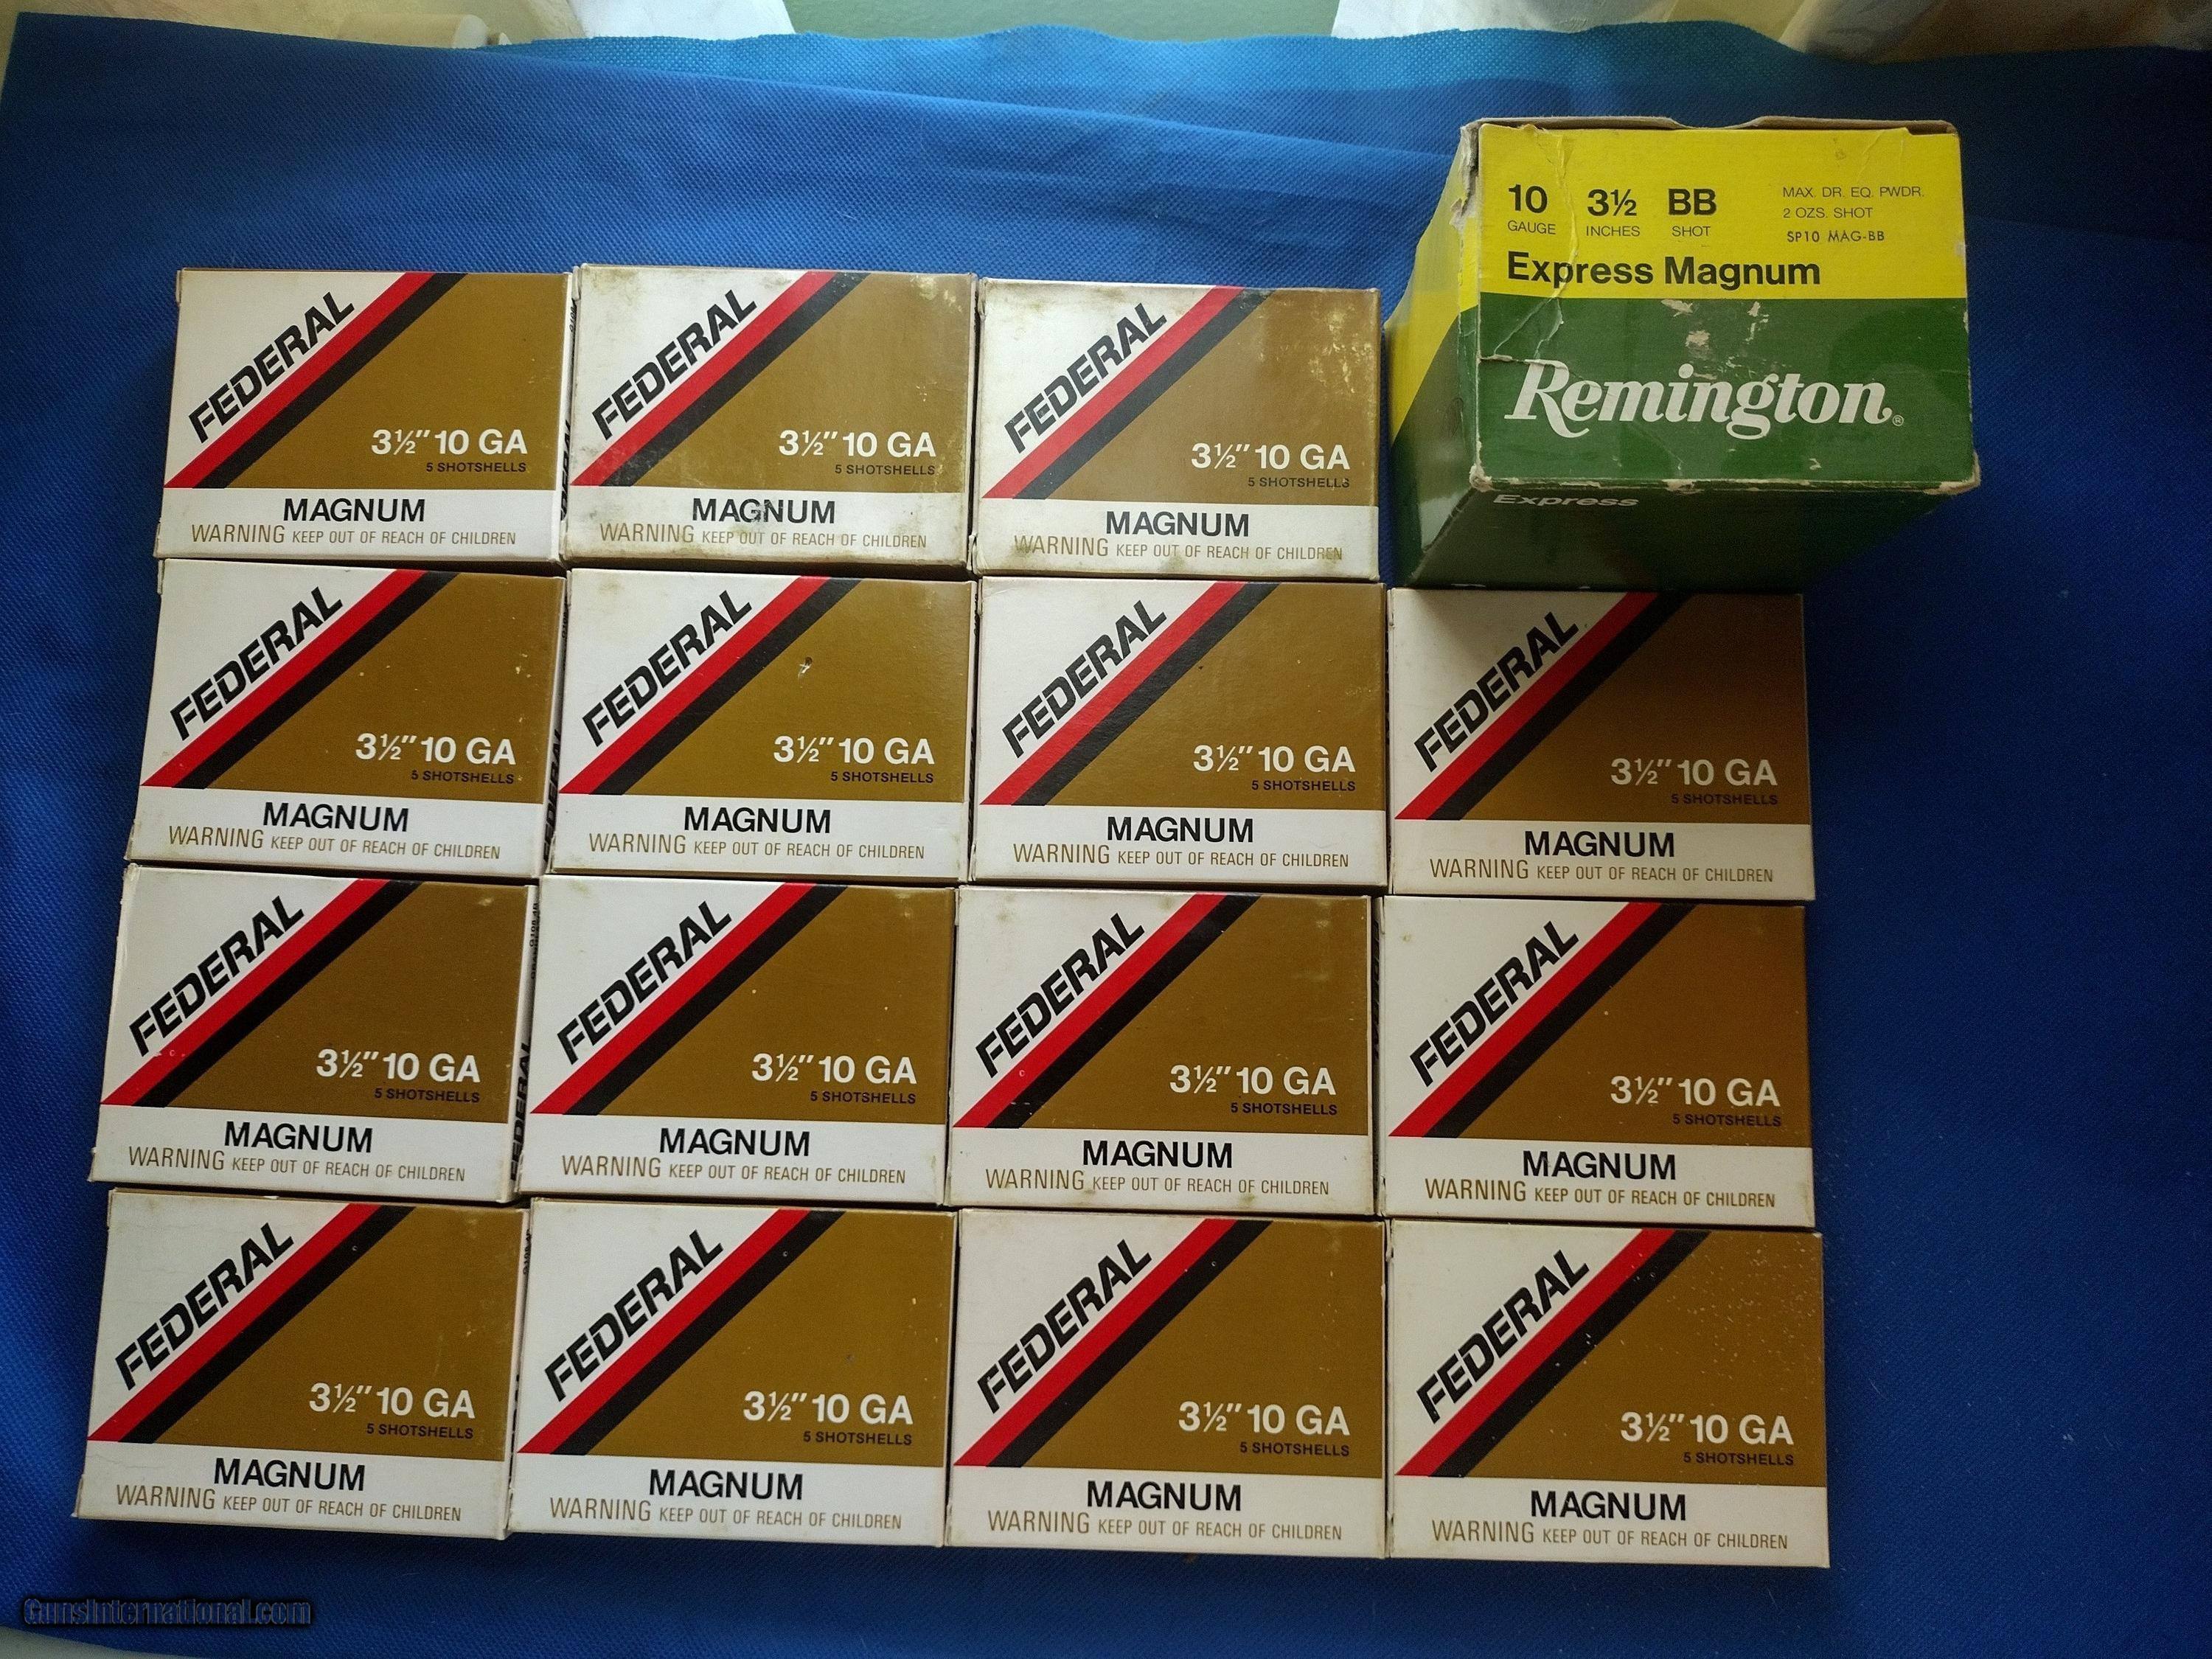 10 3½ BB MAX. DR. EQ. PWDR.
GAUGE INCHES SHOT 2 OZS. SHOT
SP10 MAG-BB
Express Magnum
Remington®
Express
FEDERAL
3½" 10 GA
5 SHOTSHELLS
MAGNUM
WARNING KEEP OUT OF REACH OF CHILDREN
FEDERAL
3½" 10 GA
5 SHOTSHELLS
MAGNUM
WARNING KEEP OUT OF REACH OF CHILDREN
FEDERAL
3½" 10 GA
5 SHOTSHELLS
MAGNUM
WARNING KEEP OUT OF REACH OF CHILDREN
FEDERAL
3½" 10 GA
5 SHOTSHELLS
MAGNUM
WARNING KEEP OUT OF REACH OF CHILDREN
FEDERAL
3½" 10 GA
5 SHOTSHELLS
MAGNUM
WARNING KEEP OUT OF REACH OF CHILDREN
FEDERAL
3½" 10 GA
5 SHOTSHELLS
MAGNUM
WARNING KEEP OUT OF REACH OF CHILDREN
FEDERAL
3½" 10 GA
5 SHOTSHELLS
MAGNUM
WARNING KEEP OUT OF REACH OF CHILDREN
FEDERAL
3½" 10 GA
5 SHOTSHELLS
MAGNUM
WARNING KEEP OUT OF REACH OF CHILDREN
FEDERAL
3½" 10 GA
5 SHOTSHELLS
MAGNUM
WARNING KEEP OUT OF REACH OF CHILDREN
FEDERAL
3½" 10 GA
5 SHOTSHELLS
MAGNUM
WARNING KEEP OUT OF REACH OF CHILDREN
FEDERAL
3½" 10 GA
5 SHOTSHELLS
MAGNUM
WARNING KEEP OUT OF REACH OF CHILDREN
FEDERAL
3½" 10 GA
5 SHOTSHELLS
MAGNUM
WARNING KEEP OUT OF REACH OF CHILDREN
FEDERAL
3½" 10 GA
5 SHOTSHELLS
MAGNUM
WARNING KEEP OUT OF REACH OF CHILDREN
FEDERAL
3½" 10 GA
5 SHOTSHELLS
MAGNUM
WARNING KEEP OUT OF REACH OF CHILDREN
FEDERAL
3½" 10 GA
5 SHOTSHELLS
MAGNUM
WARNING KEEP OUT OF REACH OF CHILDREN
GunsInternational.com